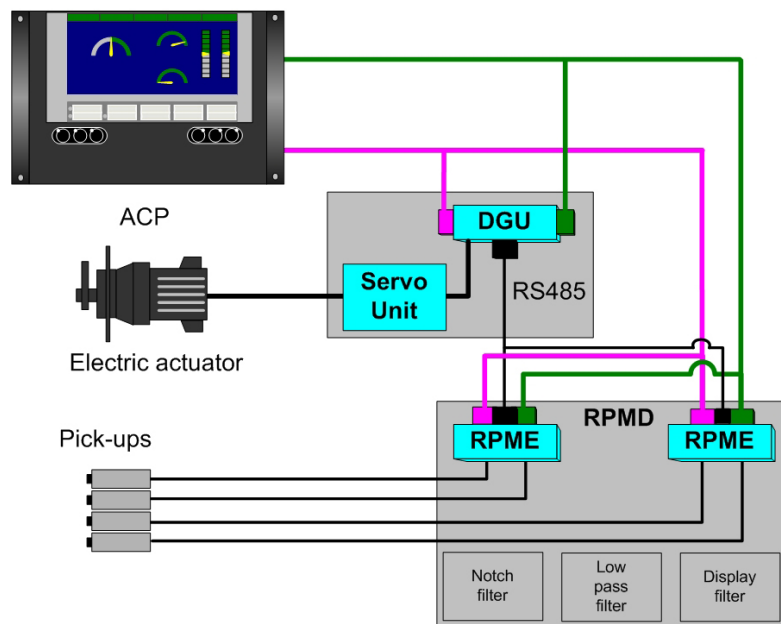 ACP
DGU
Servo
Unit
RS485
Electric actuator
RPMD
RPME
RPME
Pick-ups
Notch
filter
Low
pass
filter
Display
filter